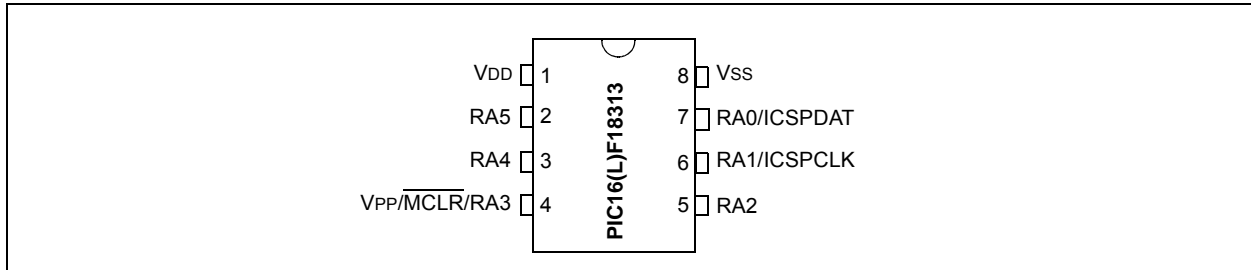 VDD 1 8 VSS
RA5 2 7 RA0/ICSPDAT
RA4 3 6 RA1/ICSPCLK
VPP/MCLR/RA3 4 5 RA2
PIC16(L)F18313